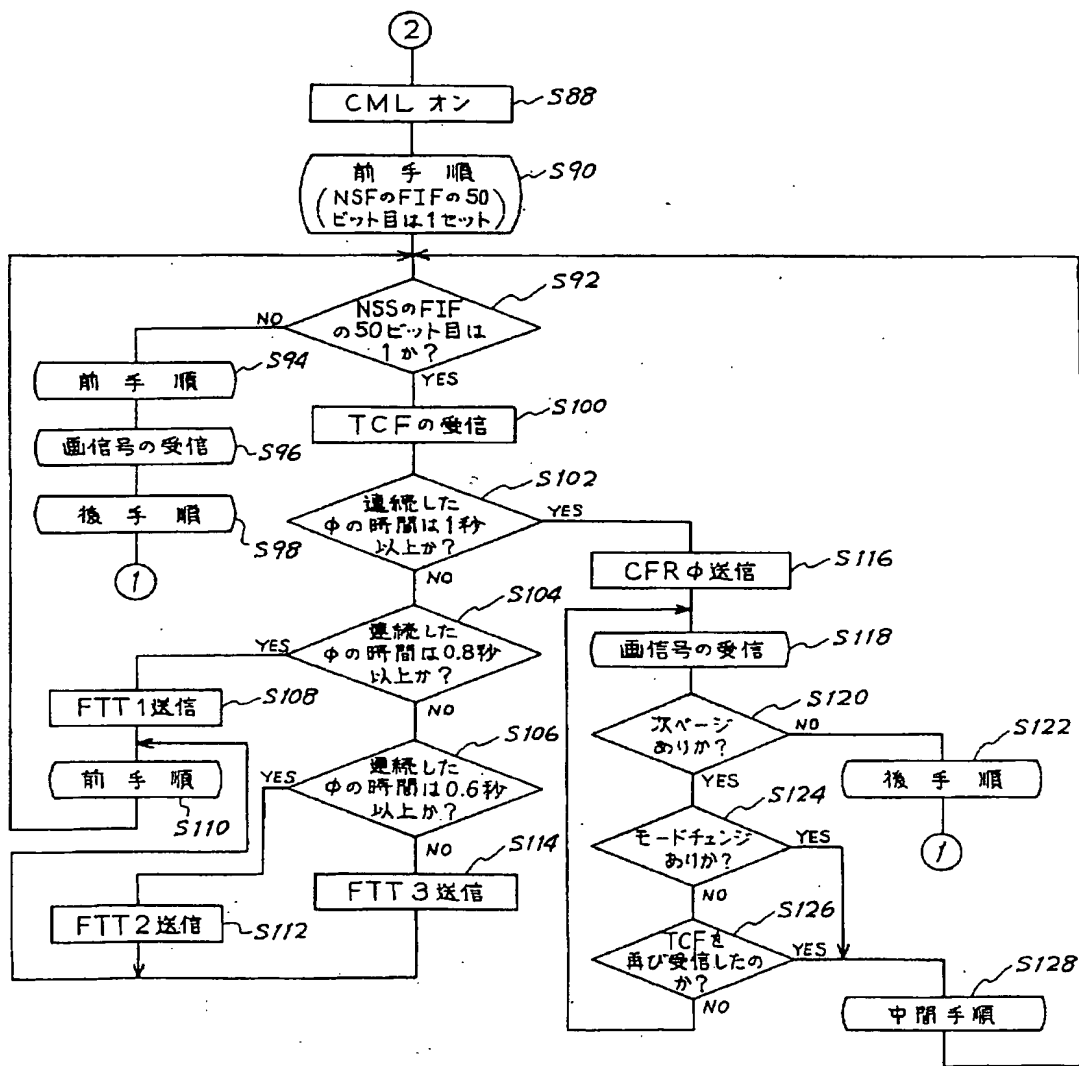 2
CMLオン
S88
前手順
(NSFのFIFの50
ビット目は1セット)
S90
NSSのFIF
の50ビット目は
1か?
S92
NO
YES
前手順
S94
画信号の受信
S96
後手順
S98
1
TCFの受信
S100
連続した
φの時間は1秒
以上か?
S102
YES
NO
連続した
φの時間は0.8秒
以上か?
S104
YES
NO
FTT1送信
S108
前手順
S110
連続した
φの時間は0.6秒
以上か?
S106
YES
NO
FTT2送信
S112
FTT3送信
S114
CFRφ送信
S116
画信号の受信
S118
次ページ
ありか?
S120
NO
YES
後手順
S122
1
モードチェンジ
ありか?
S124
YES
NO
TCFを
再び受信したの
か?
S126
YES
NO
中間手順
S128